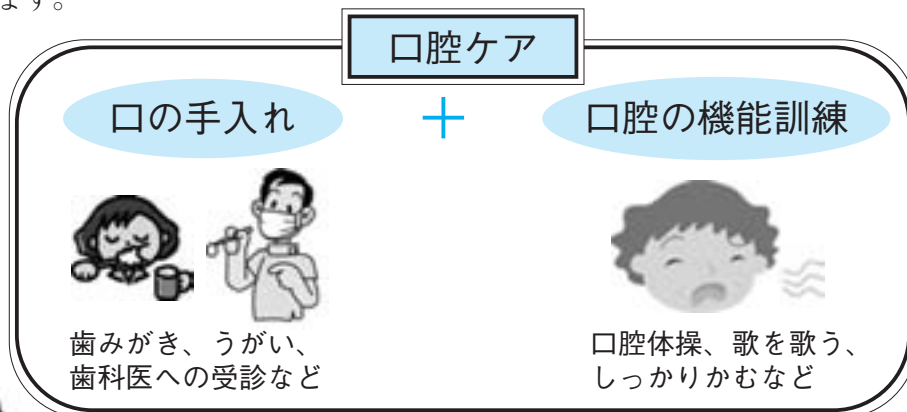 ます。
口腔ケア
口の手入れ
＋
口腔の機能訓練
歯みがき、うがい、
歯科医への受診など
口腔体操、歌を歌う、
しっかりかむなど